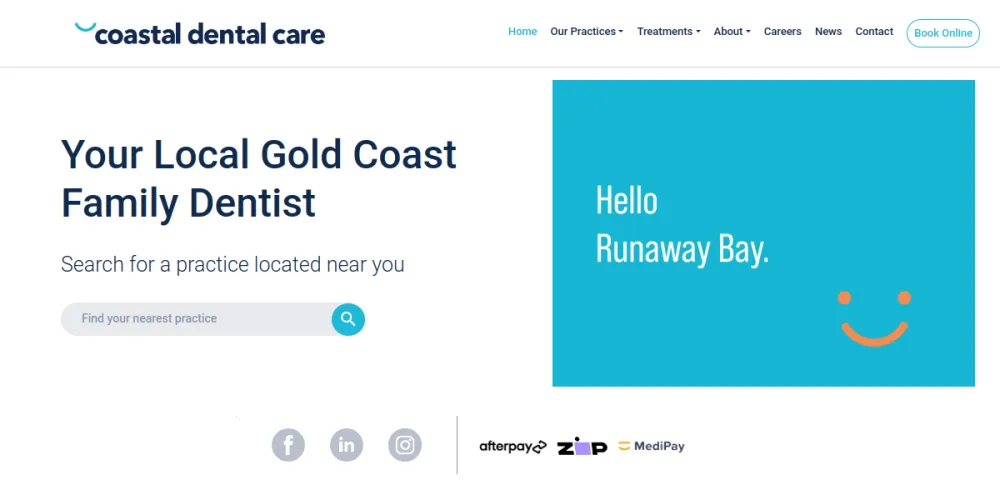 coastal dental care
Home Our Practices Treatments About Careers News Contact Book Online
Your Local Gold Coast
Family Dentist
Search for a practice located near you
Find your nearest practice
Hello
Runaway Bay.
f in
afterpay zip MediPay